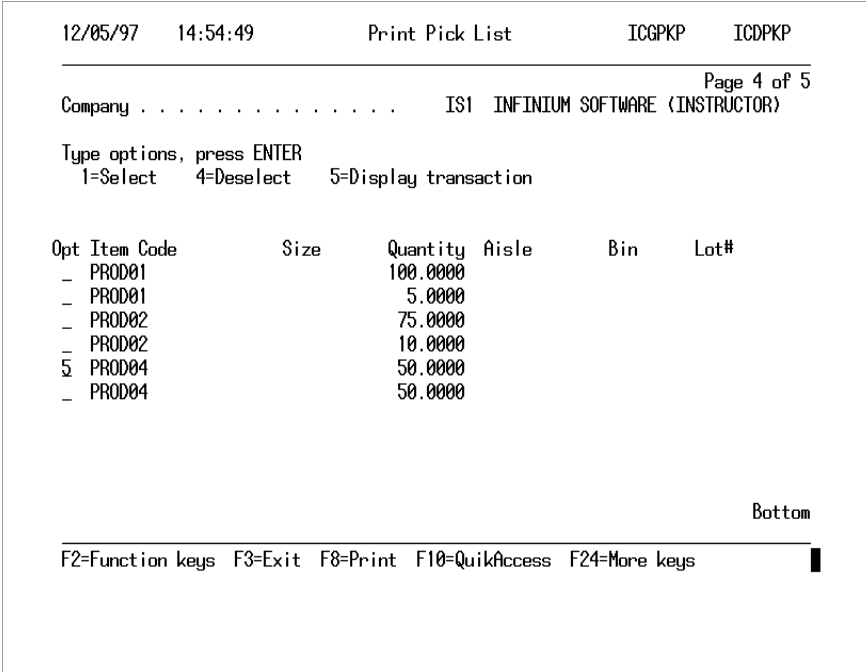 12/05/97 14:54:49 Print Pick List ICGPKP ICDPKP
Page 4 of 5
Company . . . . . . . . . . . . . . IS1 INFINIUM SOFTWARE (INSTRUCTOR)
Type options, press ENTER
1=Select 4=Deselect 5=Display transaction
Opt Item Code Size Quantity Aisle Bin Lot#
_ PROD01 100.0000
_ PROD01 5.0000
_ PROD02 75.0000
_ PROD02 10.0000
5 PROD04 50.0000
_ PROD04 50.0000
Bottom
F2=Function keys F3=Exit F8=Print F10=QuikAccess F24=More keys